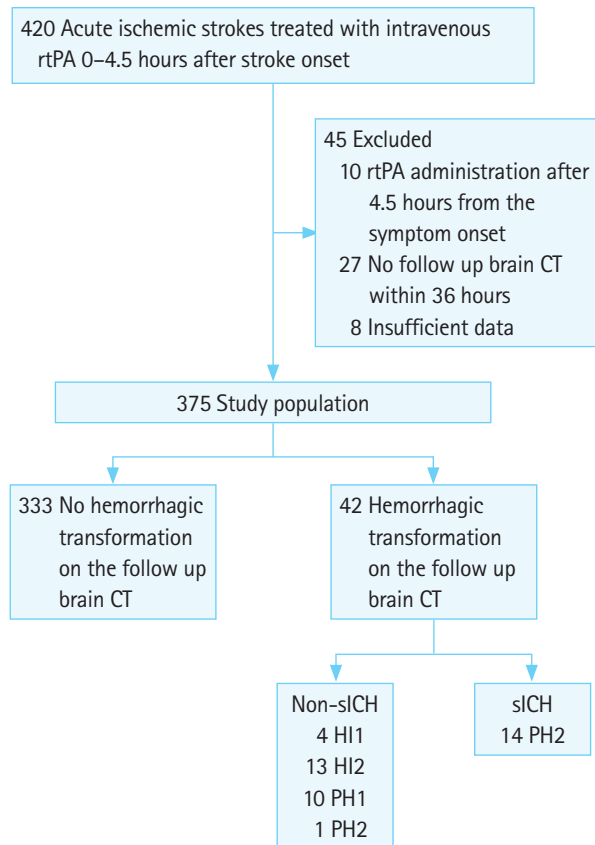 420 Acute ischemic strokes treated with intravenous
rtPA 0–4.5 hours after stroke onset
45 Excluded
10 rtPA administration after
4.5 hours from the
symptom onset
27 No follow up brain CT
within 36 hours
8 Insufficient data
375 Study population
333 No hemorrhagic
transformation
on the follow up
brain CT
42 Hemorrhagic
transformation
on the follow up
brain CT
Non-sICH
4 HI1
13 HI2
10 PH1
1 PH2
sICH
14 PH2